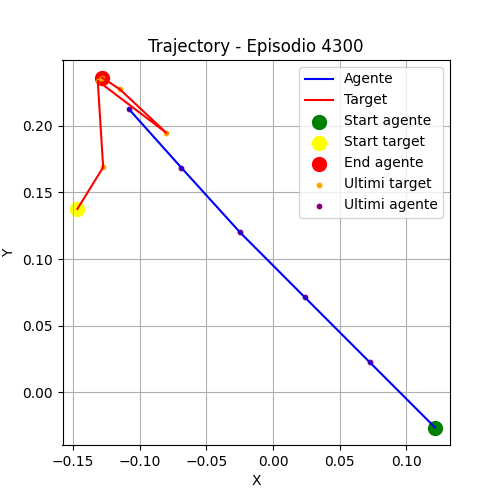 Trajectory - Episodio 4300
Agente
Target
Start agente
Start target
End agente
Ultimi target
Ultimi agente
Y
0.20
0.15
0.10
0.05
0.00
−0.15
−0.10
−0.05
0.00
0.05
0.10
X